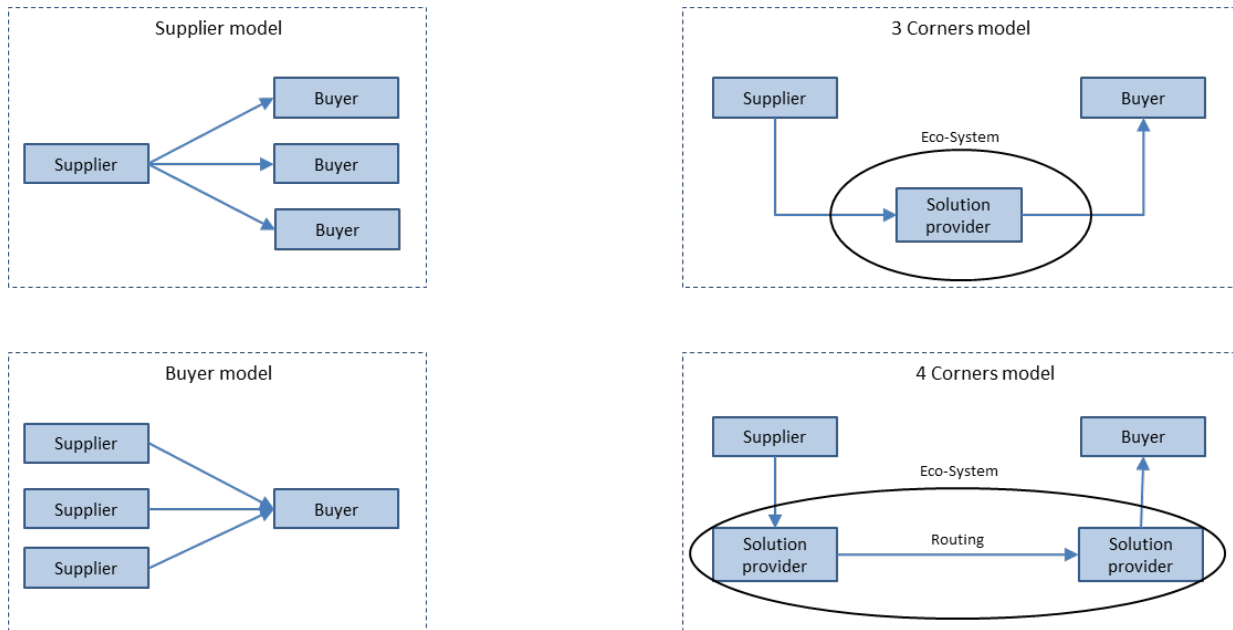 Supplier model
Buyer
Supplier
Buyer
Buyer
3 Corners model
Supplier
Buyer
Eco-System
Solution
provider
Buyer model
Supplier
Supplier
Buyer
Supplier
4 Corners model
Supplier
Buyer
Eco-System
Solution
provider
Routing
Solution
provider